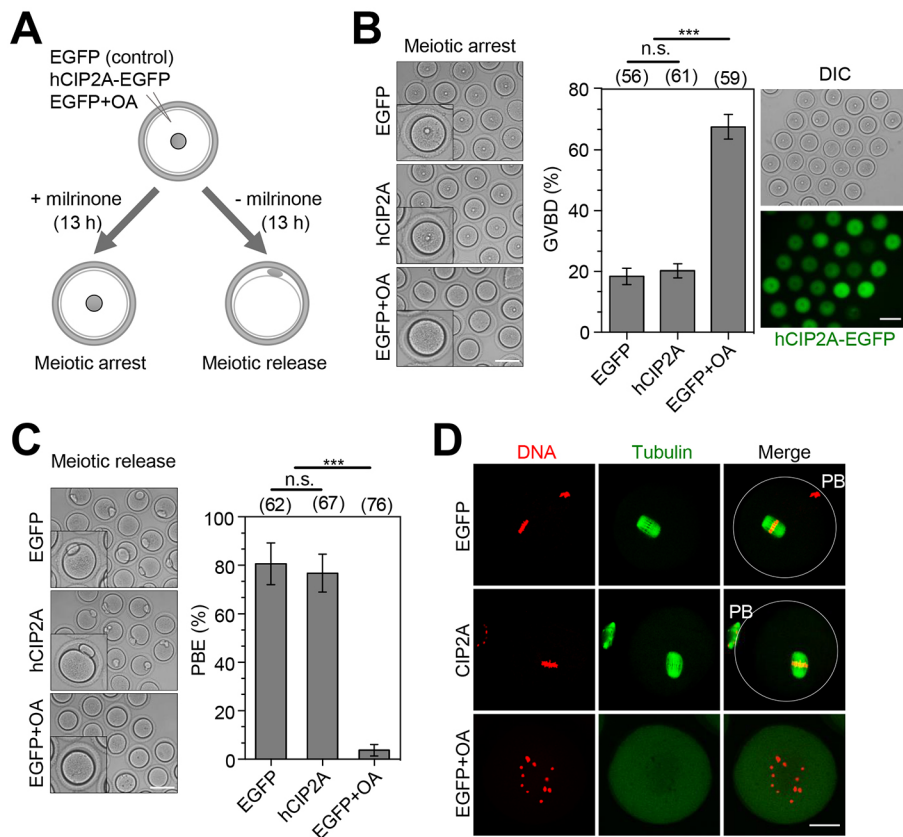 A
EGFP (control)
hCIP2A-EGFP
EGFP+OA
+ milrinone
(13 h)
- milrinone
(13 h)
Meiotic arrest
Meiotic release
B
Meiotic arrest
EGFP
hCIP2A
EGFP+OA
***
n.s.
(56)
(61)
(59)
80
60
40
20
0
GVBD (%)
EGFP
hCIP2A
EGFP+OA
DIC
hCIP2A-EGFP
C
Meiotic release
EGFP
hCIP2A
EGFP+OA
***
n.s.
(62)
(67)
(76)
100
80
60
40
20
0
PBE (%)
EGFP
hCIP2A
EGFP+OA
D
DNA
Tubulin
Merge
EGFP
PB
CIP2A
PB
EGFP+OA